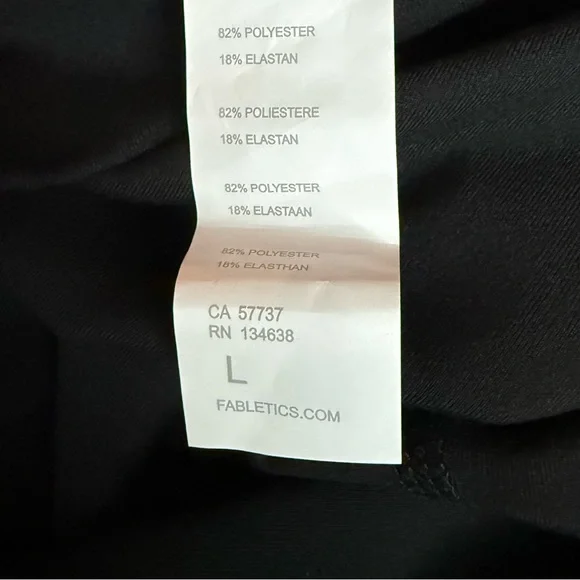 82% POLYESTER
18% ELASTAN
82% POLIESTERE
18% ELASTAN
82% POLYESTER
18% ELASTAAN
82% POLYESTER
18% ELASTHAN
CA 57737
RN 134638
L
FABLETICS.COM